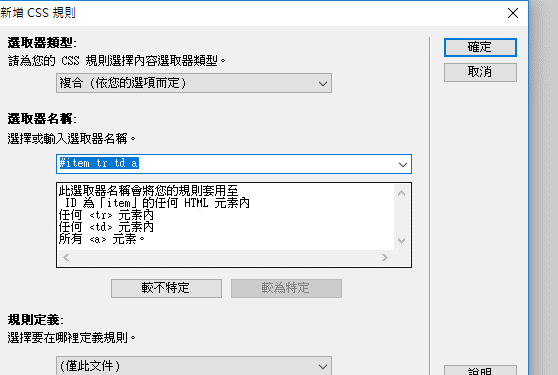 新增 CSS 規則
選取器類型:
請為您的 CSS 規則選擇內容選取器類型。
複合 (依您的選項而定)
選取器名稱:
選擇或輸入選取器名稱。
#item tr td a
此選取器名稱會將您的規則套用至
ID 為「item」的任何 HTML 元素內
任何 <tr> 元素內
任何 <td> 元素內
所有 <a> 元素。
較不特定
較為特定
規則定義:
選擇要在哪裡定義規則。
(僅此文件)
確定
取消
說明